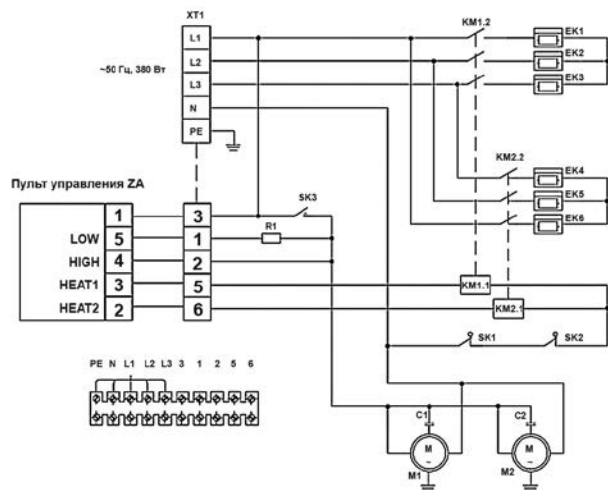 XT1
L1
L2
L3
N
PE
~50 Гц, 380 Вт
KM1.2
EK1
EK2
EK3
KM2.2
EK4
EK5
EK6
Пульт управления ZA
1 3
LOW 5 1
HIGH 4 2
HEAT1 3 5
HEAT2 2 6
SK3
R1
KM1.1
KM2.1
SK1
SK2
PE N L1 L2 L3 3 1 2 5 6
C1
C2
M
~
M1
M
~
M2